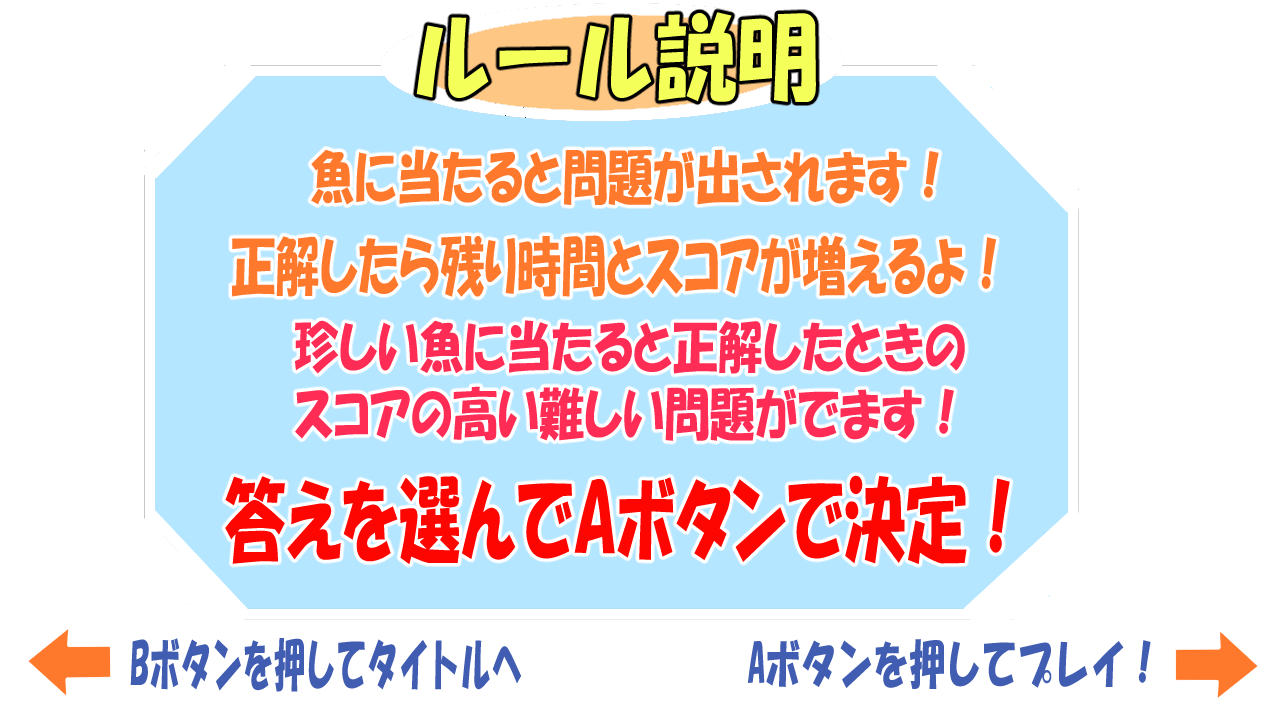 ルール説明
魚に当たると問題が出されます！
正解したら残り時間とスコアが増えるよ！
珍しい魚に当たると正解したときの
スコアの高い難しい問題がでます！
答えを選んでAボタンで決定！
Bボタンを押してタイトルへ
Aボタンを押してプレイ！